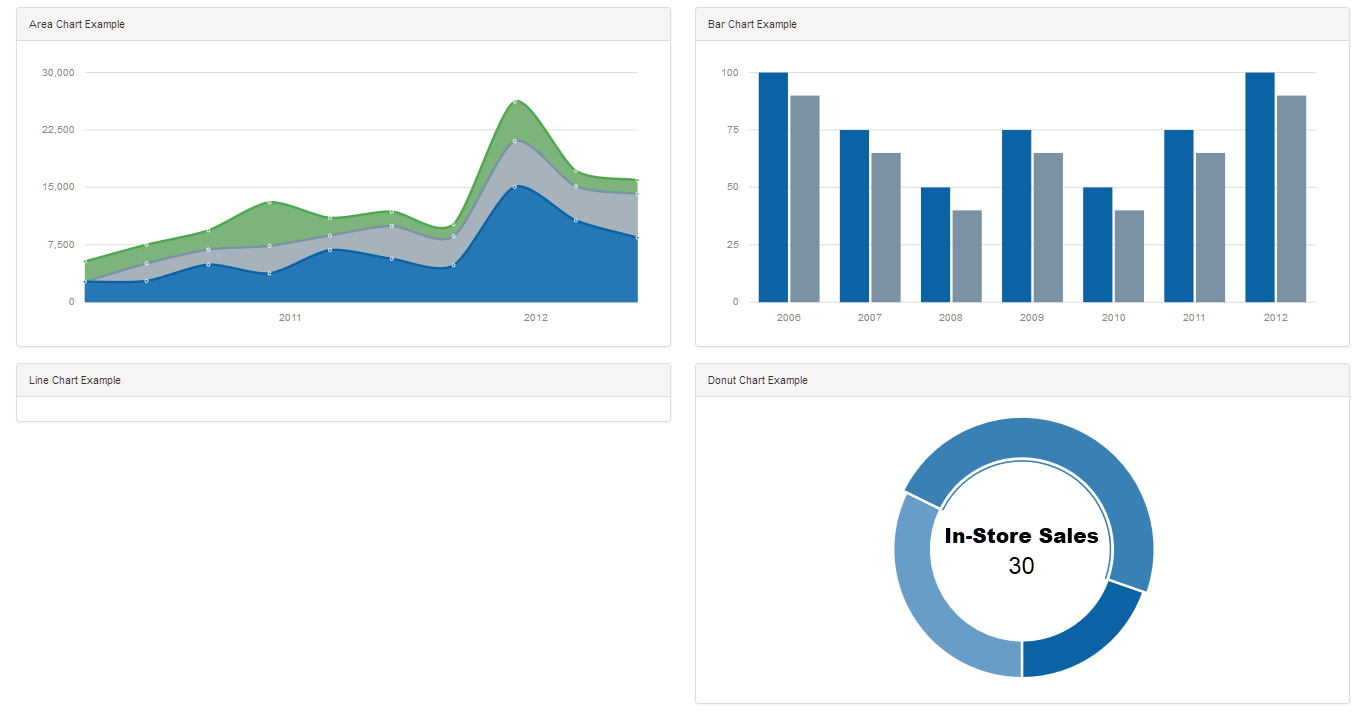 Area Chart Example
30,000
22,500
15,000
7,500
0
2011 2012
Bar Chart Example
100
75
50
25
0
2006 2007 2008 2009 2010 2011 2012
Line Chart Example
Donut Chart Example
In-Store Sales
30